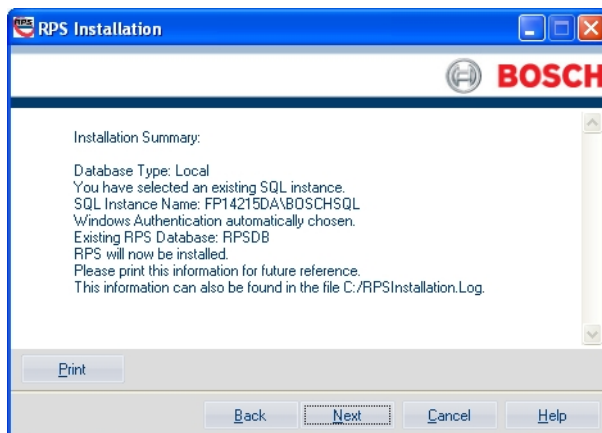 RPS RPS Installation
BOSCH
Installation Summary:
Database Type: Local
You have selected an existing SQL instance.
SQL Instance Name: FP14215DA\BOSCHSQL
Windows Authentication automatically chosen.
Existing RPS Database: RPSDB
RPS will now be installed.
Please print this information for future reference.
This information can also be found in the file C:/RPSInstallation.Log.
Print
Back Next Cancel Help